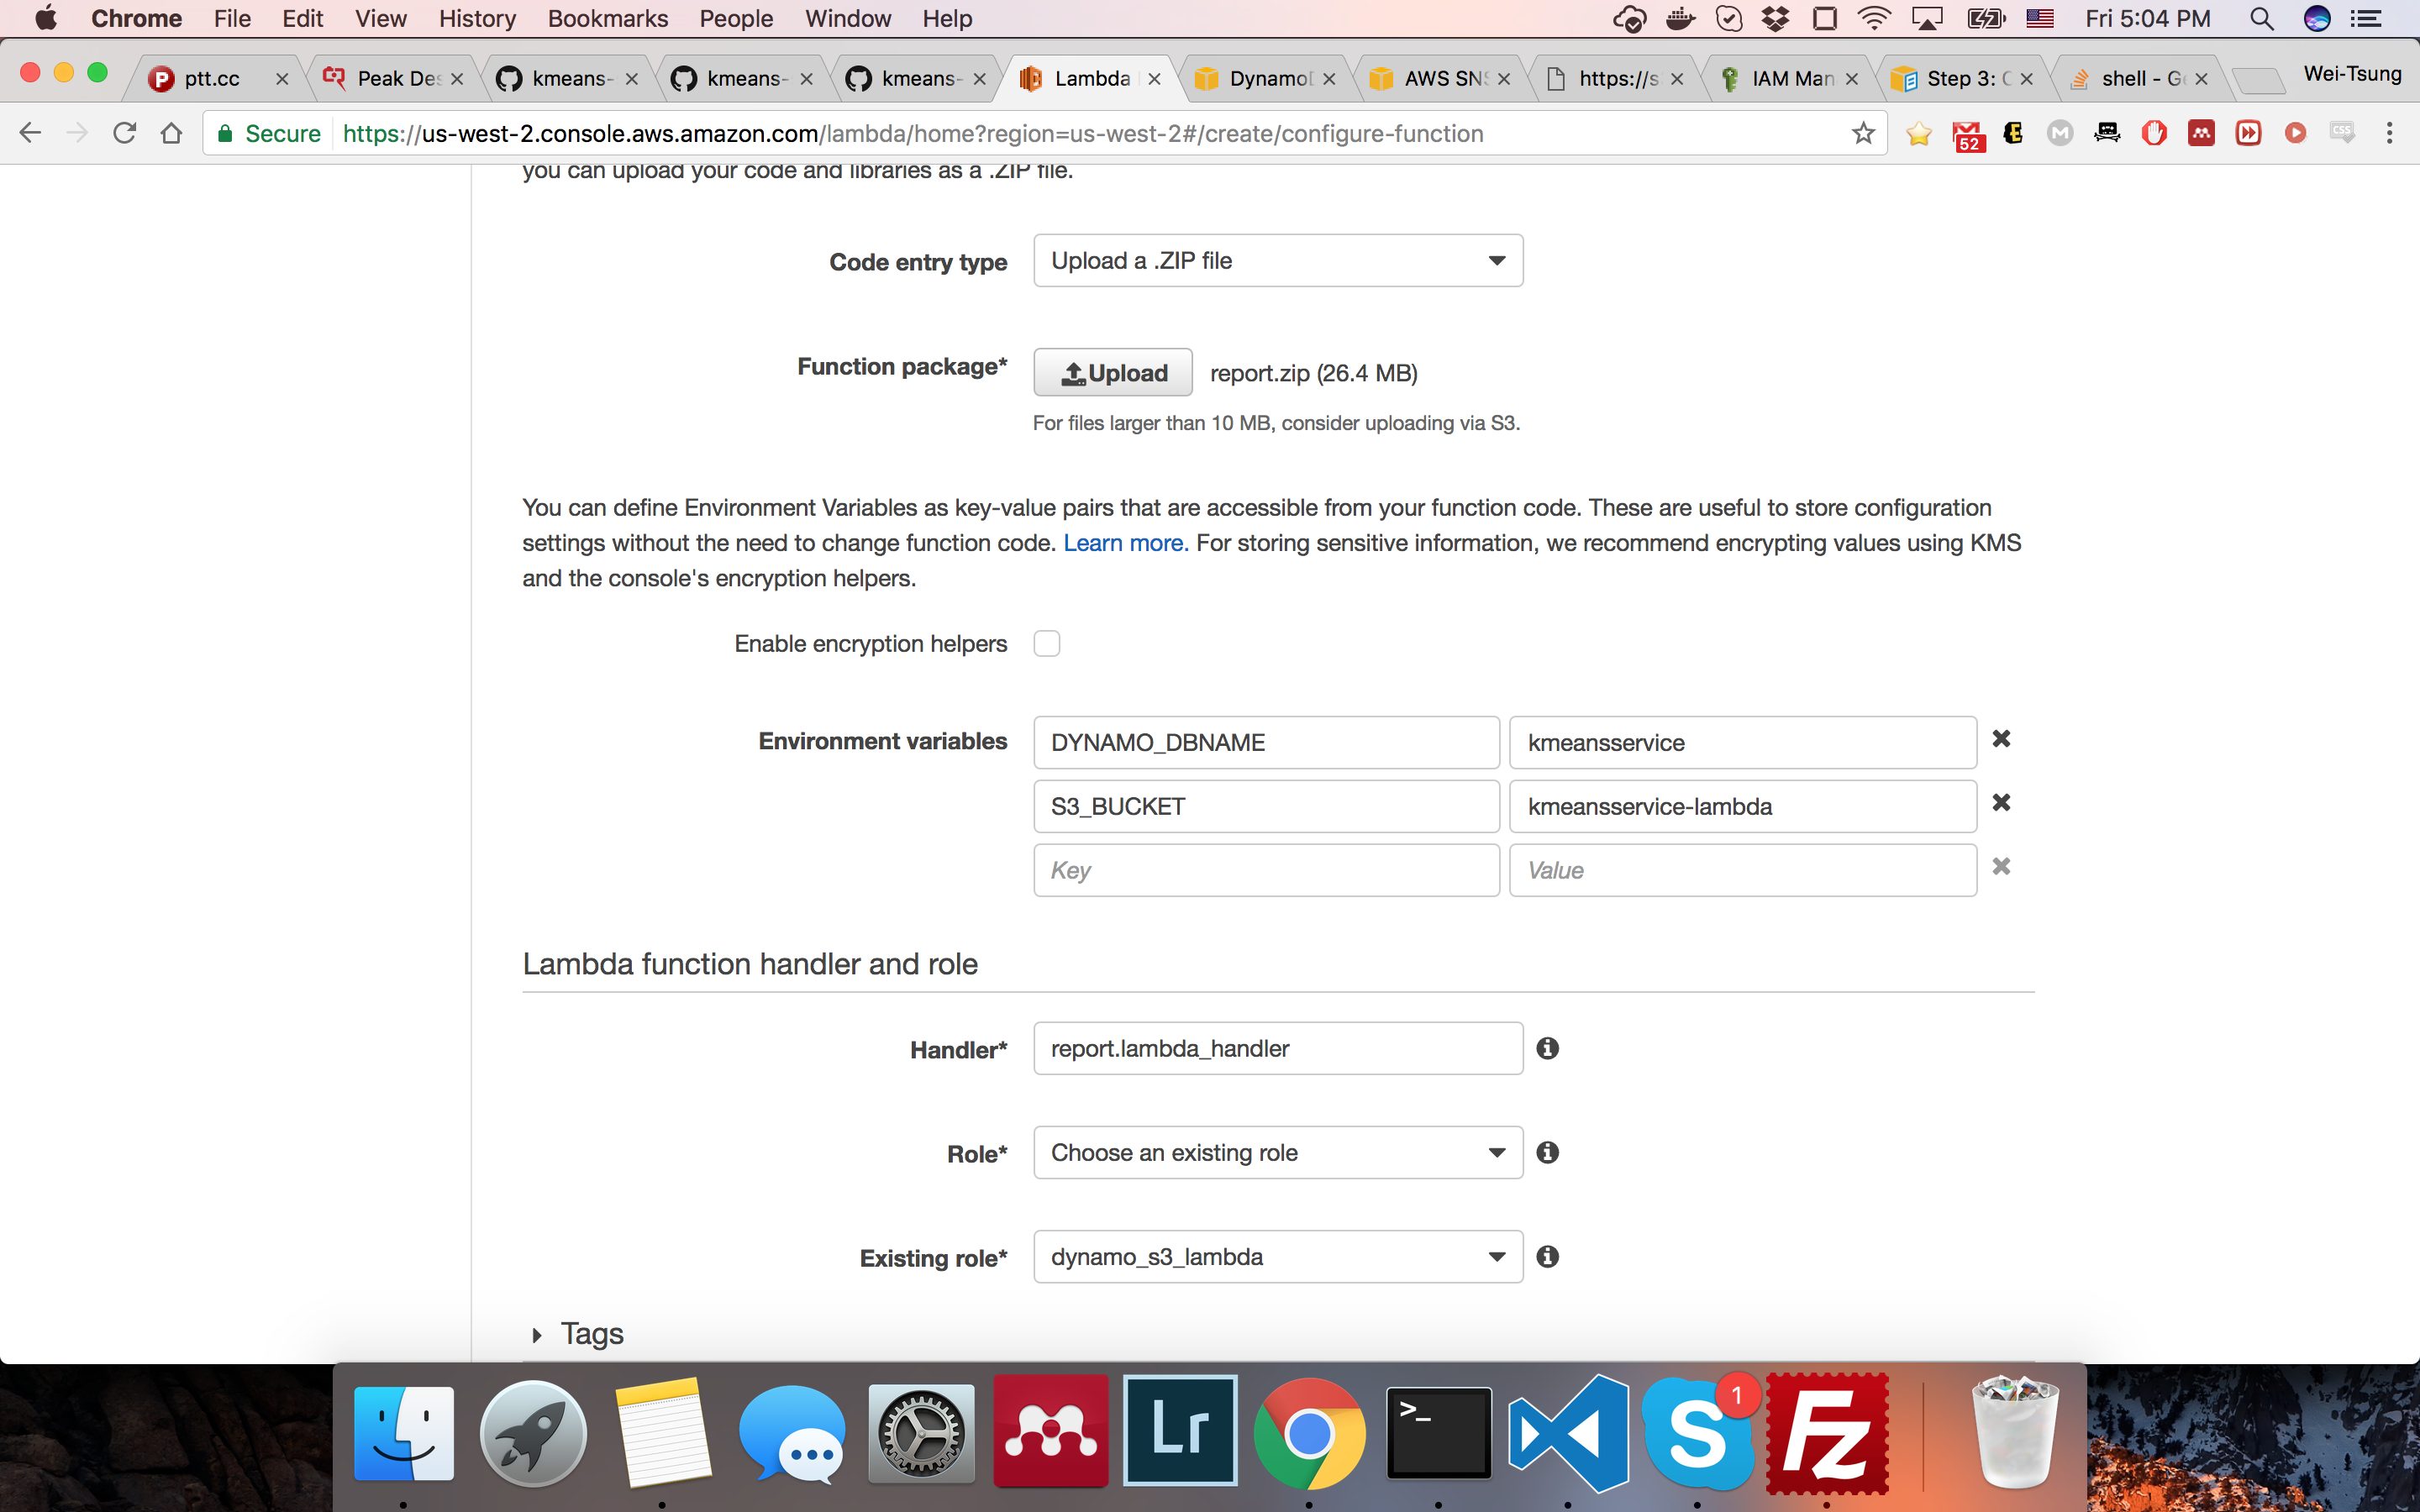 Chrome File Edit View History Bookmarks People Window Help Fri 5:04 PM
ptt.cc Peak Des kmeans- kmeans- kmeans- Lambda DynamoD AWS SNS https://s IAM Man Step 3: C shell - Ge Wei-Tsung
Secure https://us-west-2.console.aws.amazon.com/lambda/home?region=us-west-2#/create/configure-function 52 CSS
you can upload your code and libraries as a .ZIP file.
Code entry type Upload a .ZIP file
Function package* Upload report.zip (26.4 MB)
For files larger than 10 MB, consider uploading via S3.
You can define Environment Variables as key-value pairs that are accessible from your function code. These are useful to store configuration
settings without the need to change function code. Learn more. For storing sensitive information, we recommend encrypting values using KMS
and the console's encryption helpers.
Enable encryption helpers
Environment variables DYNAMO_DBNAME kmeansservice
S3_BUCKET kmeansservice-lambda
Key Value
Lambda function handler and role
Handler* report.lambda_handler
Role* Choose an existing role
Existing role* dynamo_s3_lambda
Tags
Lr >_ S 1 Fz